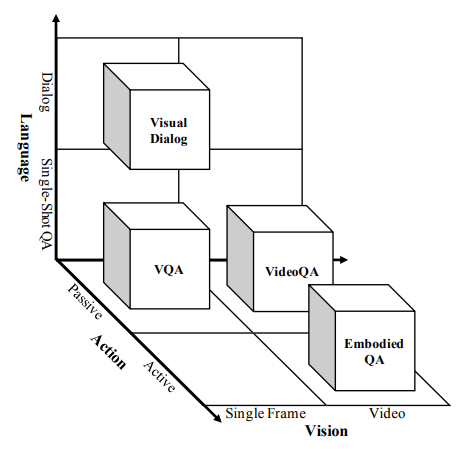 Dialog
Language
Single-Shot QA
Visual
Dialog
VQA
VideoQA
Embodied
QA
Passive
Action
Active
Single Frame
Video
Vision